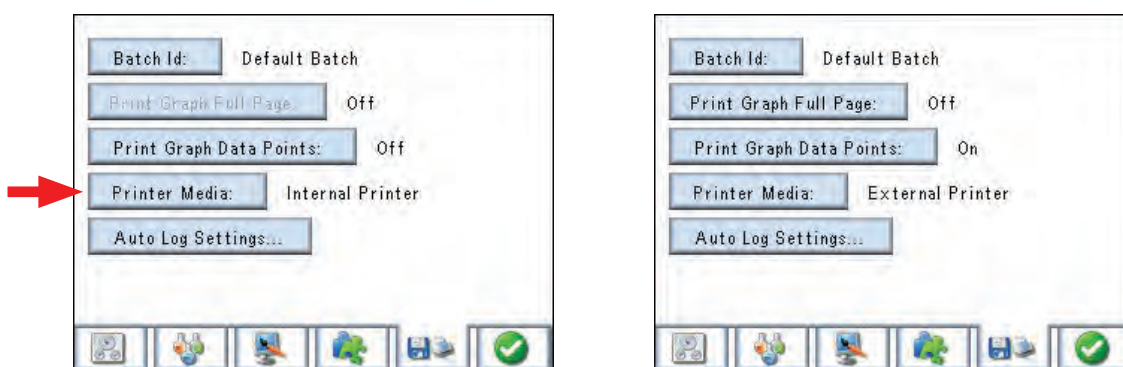 Batch Id: Default Batch
Print Graph Full Page: Off
Print Graph Data Points: Off
Printer Media: Internal Printer
Auto Log Settings...
Batch Id: Default Batch
Print Graph Full Page: Off
Print Graph Data Points: On
Printer Media: External Printer
Auto Log Settings...